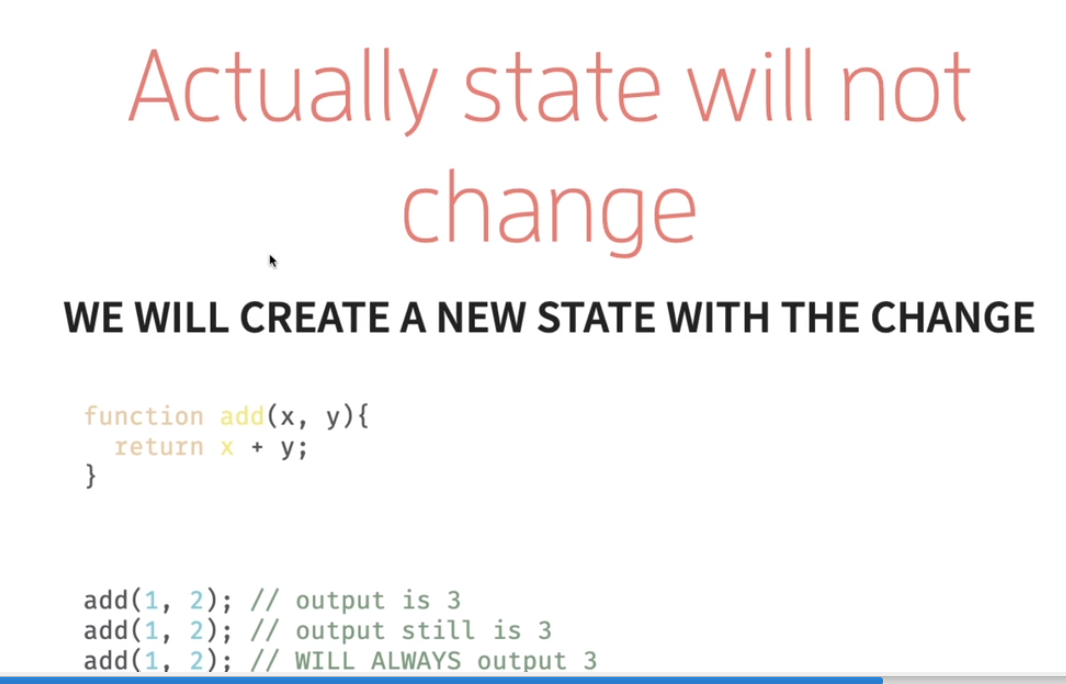 Actually state will not
change
WE WILL CREATE A NEW STATE WITH THE CHANGE
function add(x, y){
  return x + y;
}
add(1, 2); // output is 3
add(1, 2); // output still is 3
add(1, 2); // WILL ALWAYS output 3